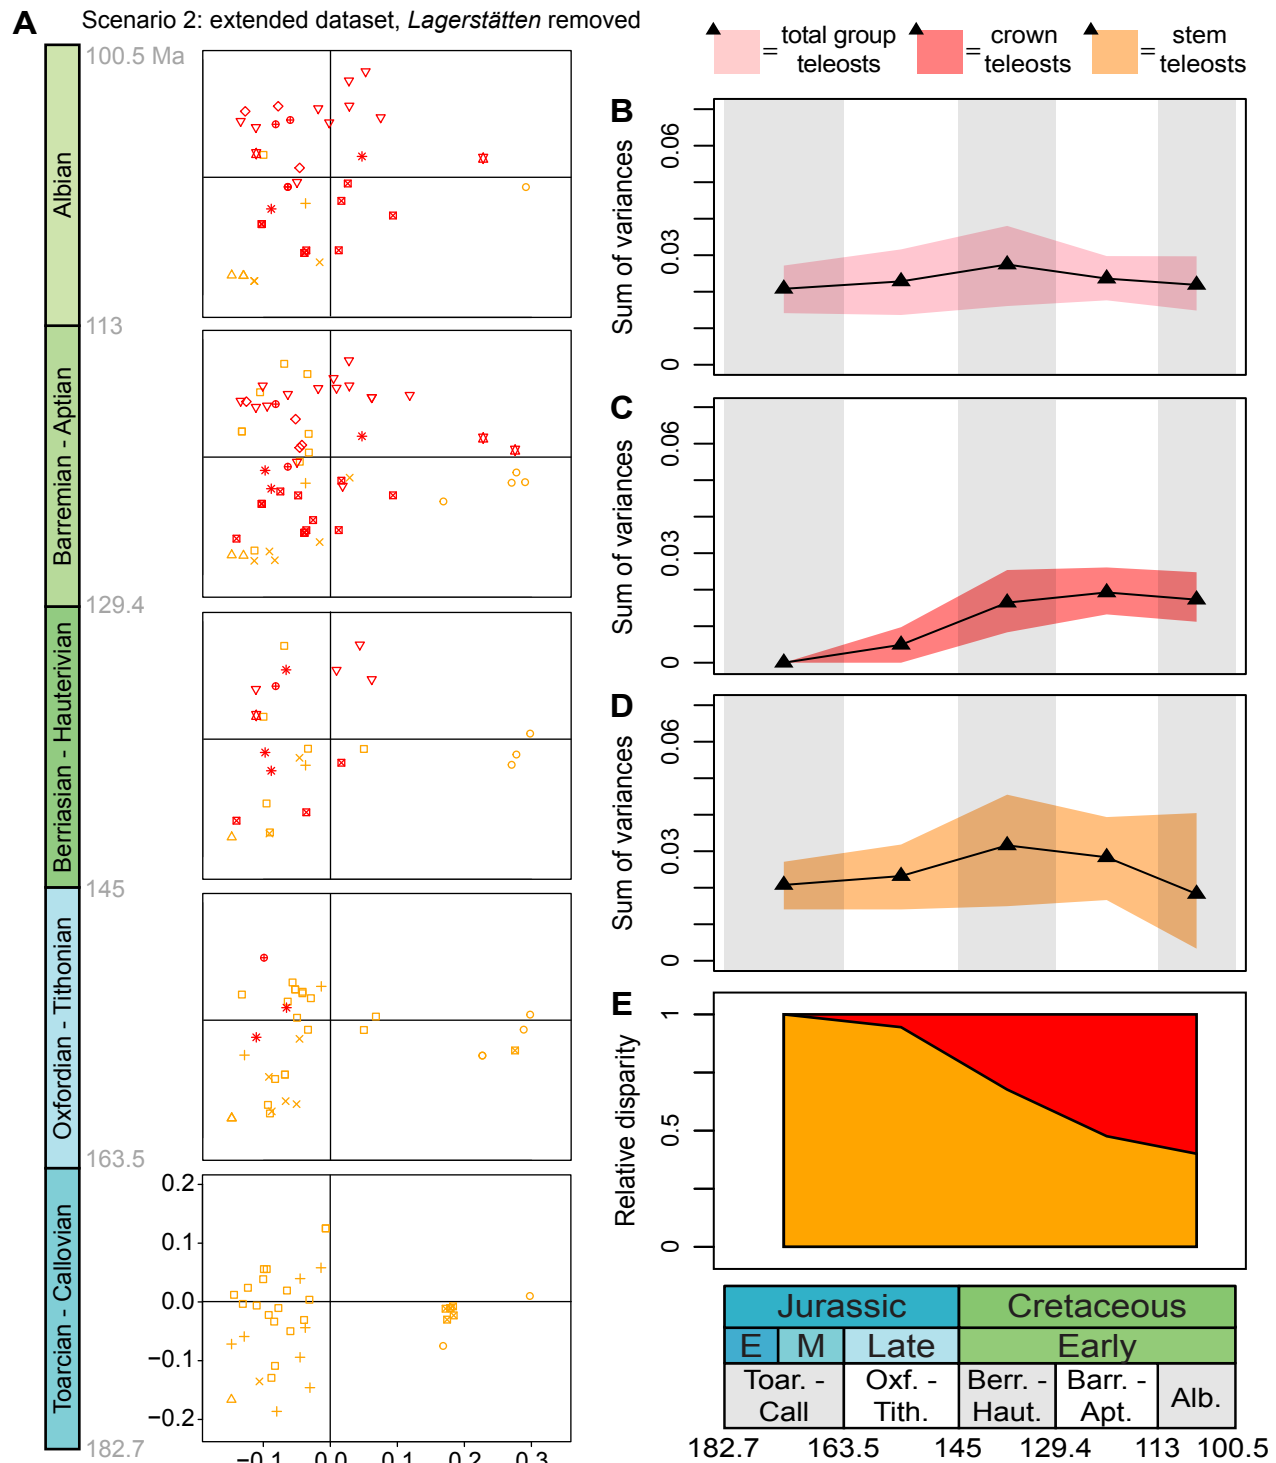 A
Scenario 2: extended dataset, Lagerstätten removed
100.5 Ma
Albian
113
Barremian - Aptian
129.4
Berriasian - Hauterivian
145
Oxfordian - Tithonian
163.5
Toarcian - Callovian
182.7
0.2
0.1
0.0
−0.1
−0.2
−0.1
0.0
0.1
0.2
0.3
= total group
teleosts
= crown
teleosts
= stem
teleosts
B
Sum of variances
0.06
0.03
0
C
Sum of variances
0.06
0.03
0
D
Sum of variances
0.06
0.03
0
E
Relative disparity
1
0.5
0
Jurassic
Cretaceous
E
M
Late
Early
Toar. -
Call
Oxf. -
Tith.
Berr. -
Haut.
Barr. -
Apt.
Alb.
182.7
163.5
145
129.4
113
100.5